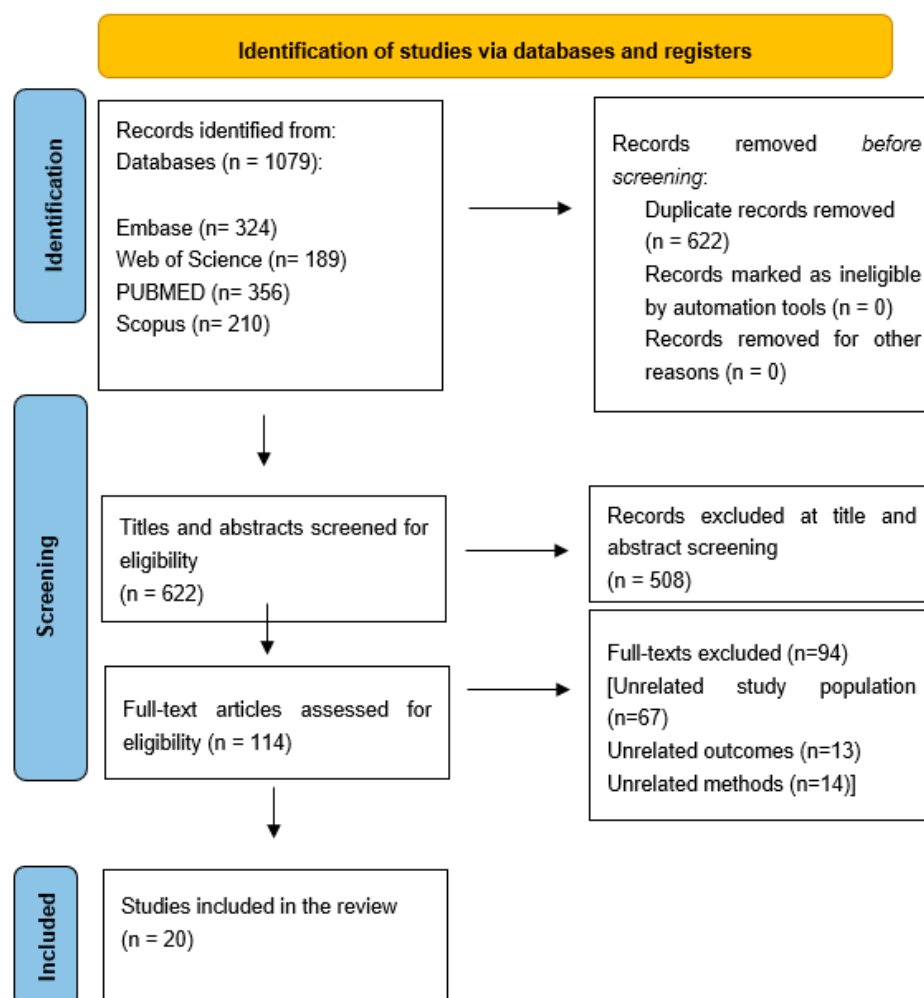 Identification of studies via databases and registers
Identification
Records identified from:
Databases (n = 1079):
Embase (n= 324)
Web of Science (n= 189)
PUBMED (n= 356)
Scopus (n= 210)
Records removed before
screening:
Duplicate records removed
(n = 622)
Records marked as ineligible
by automation tools (n = 0)
Records removed for other
reasons (n = 0)
Screening
Titles and abstracts screened for
eligibility
(n = 622)
Records excluded at title and
abstract screening
(n = 508)
Full-text articles assessed for
eligibility (n = 114)
Full-texts excluded (n=94)
[Unrelated study population
(n=67)
Unrelated outcomes (n=13)
Unrelated methods (n=14)]
Included
Studies included in the review
(n = 20)